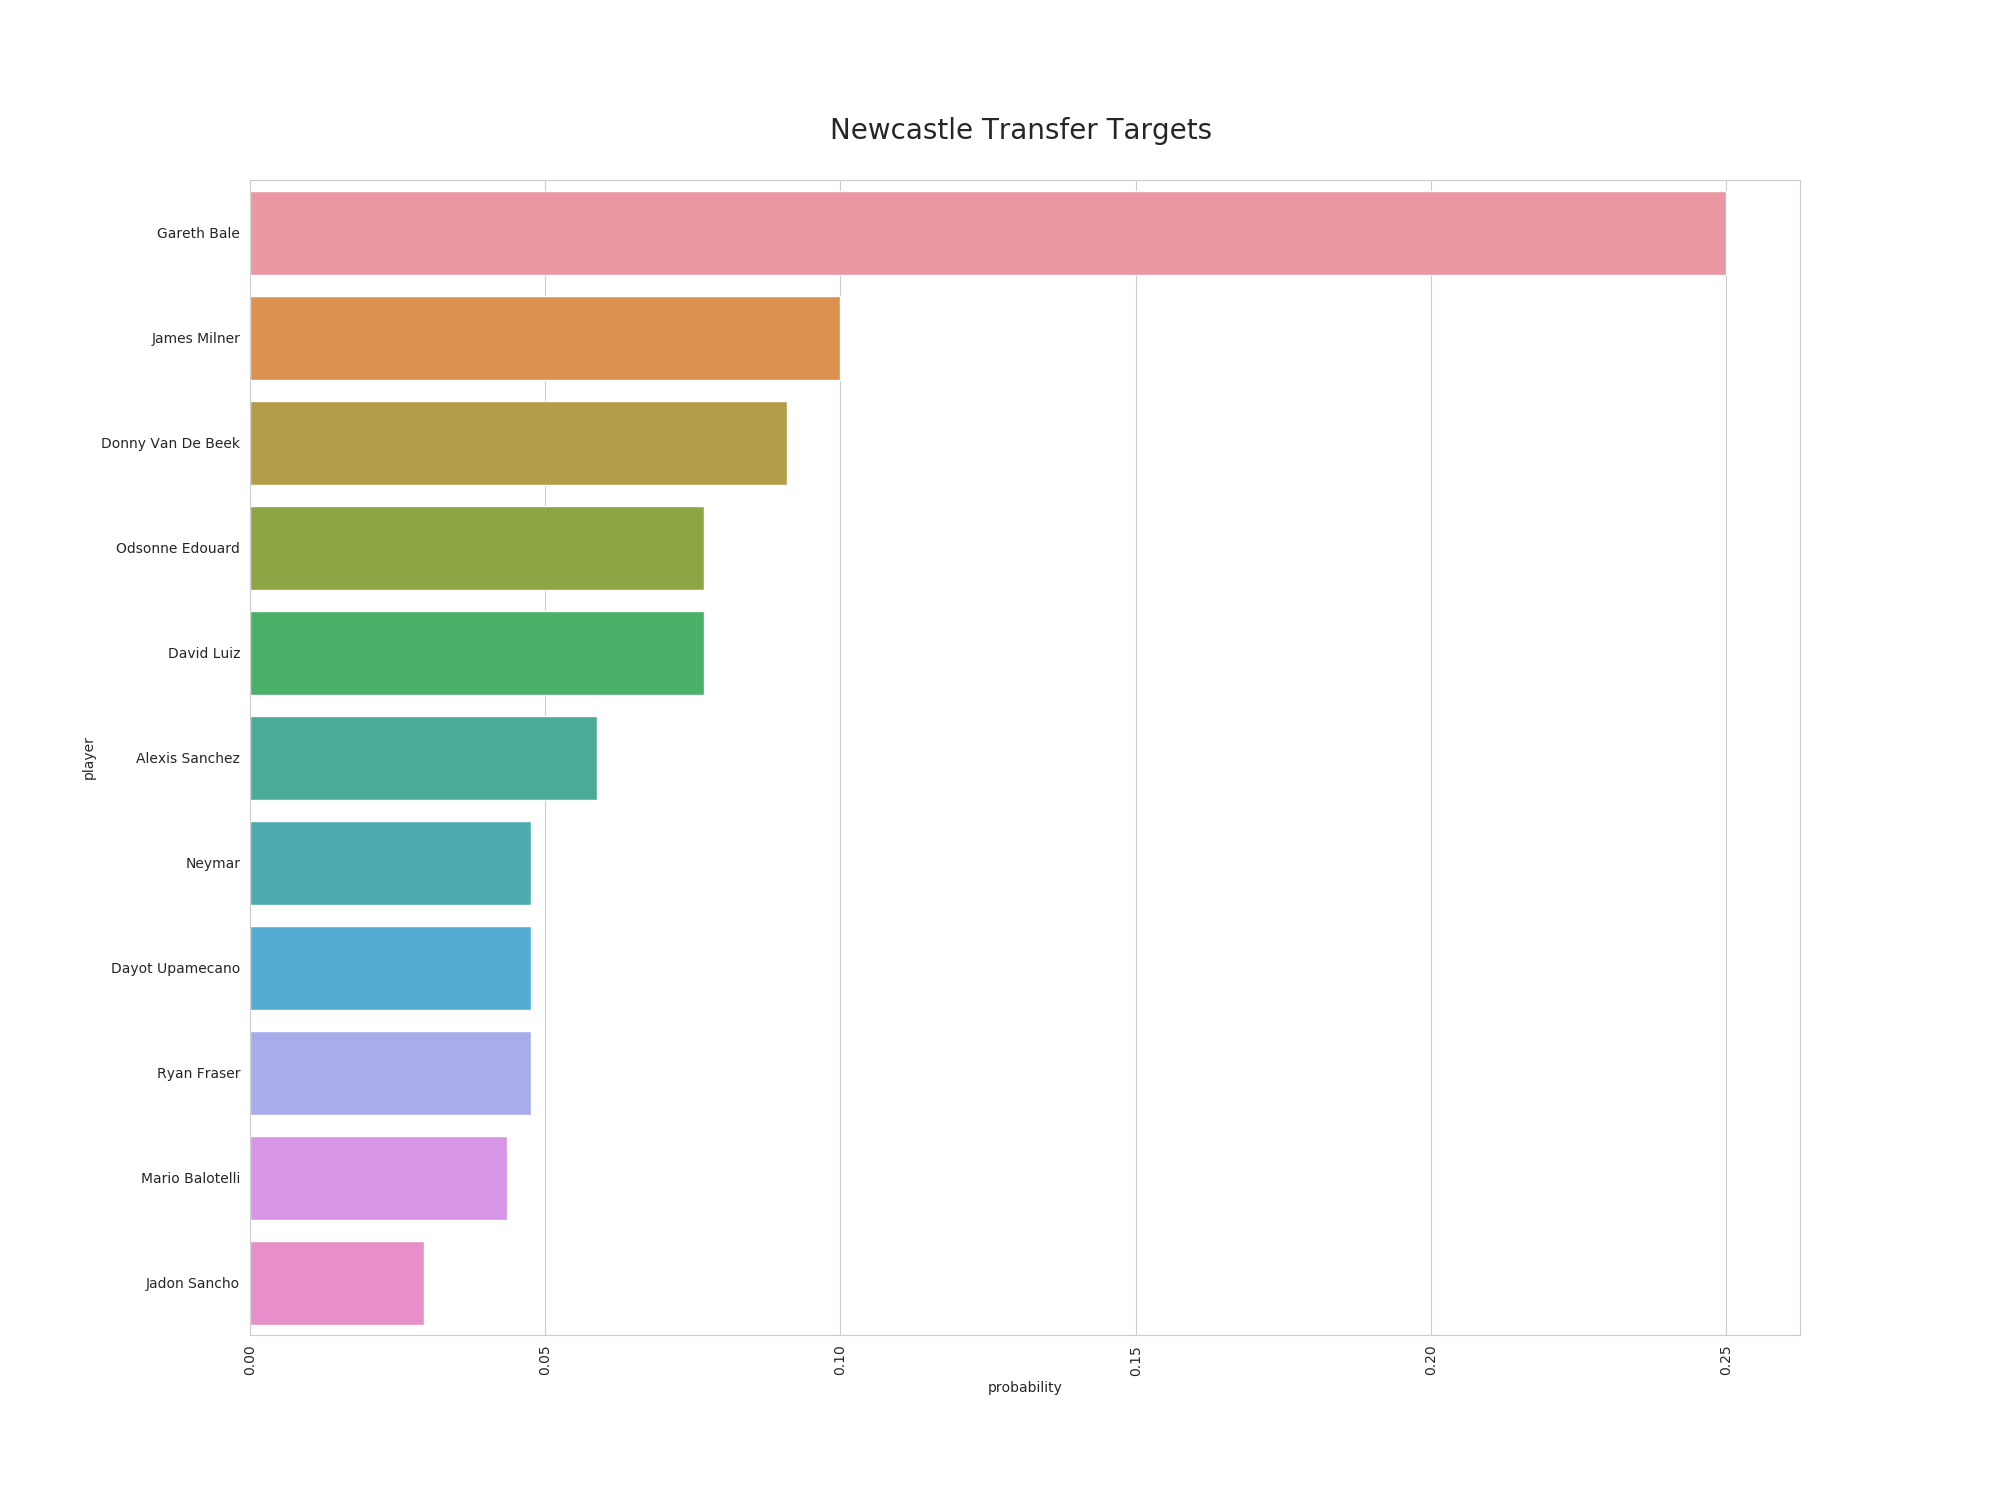 Newcastle Transfer Targets
Gareth Bale
James Milner
Donny Van De Beek
Odsonne Edouard
David Luiz
Alexis Sanchez
Neymar
Dayot Upamecano
Ryan Fraser
Mario Balotelli
Jadon Sancho
player
0.00
0.05
0.10
0.15
0.20
0.25
probability